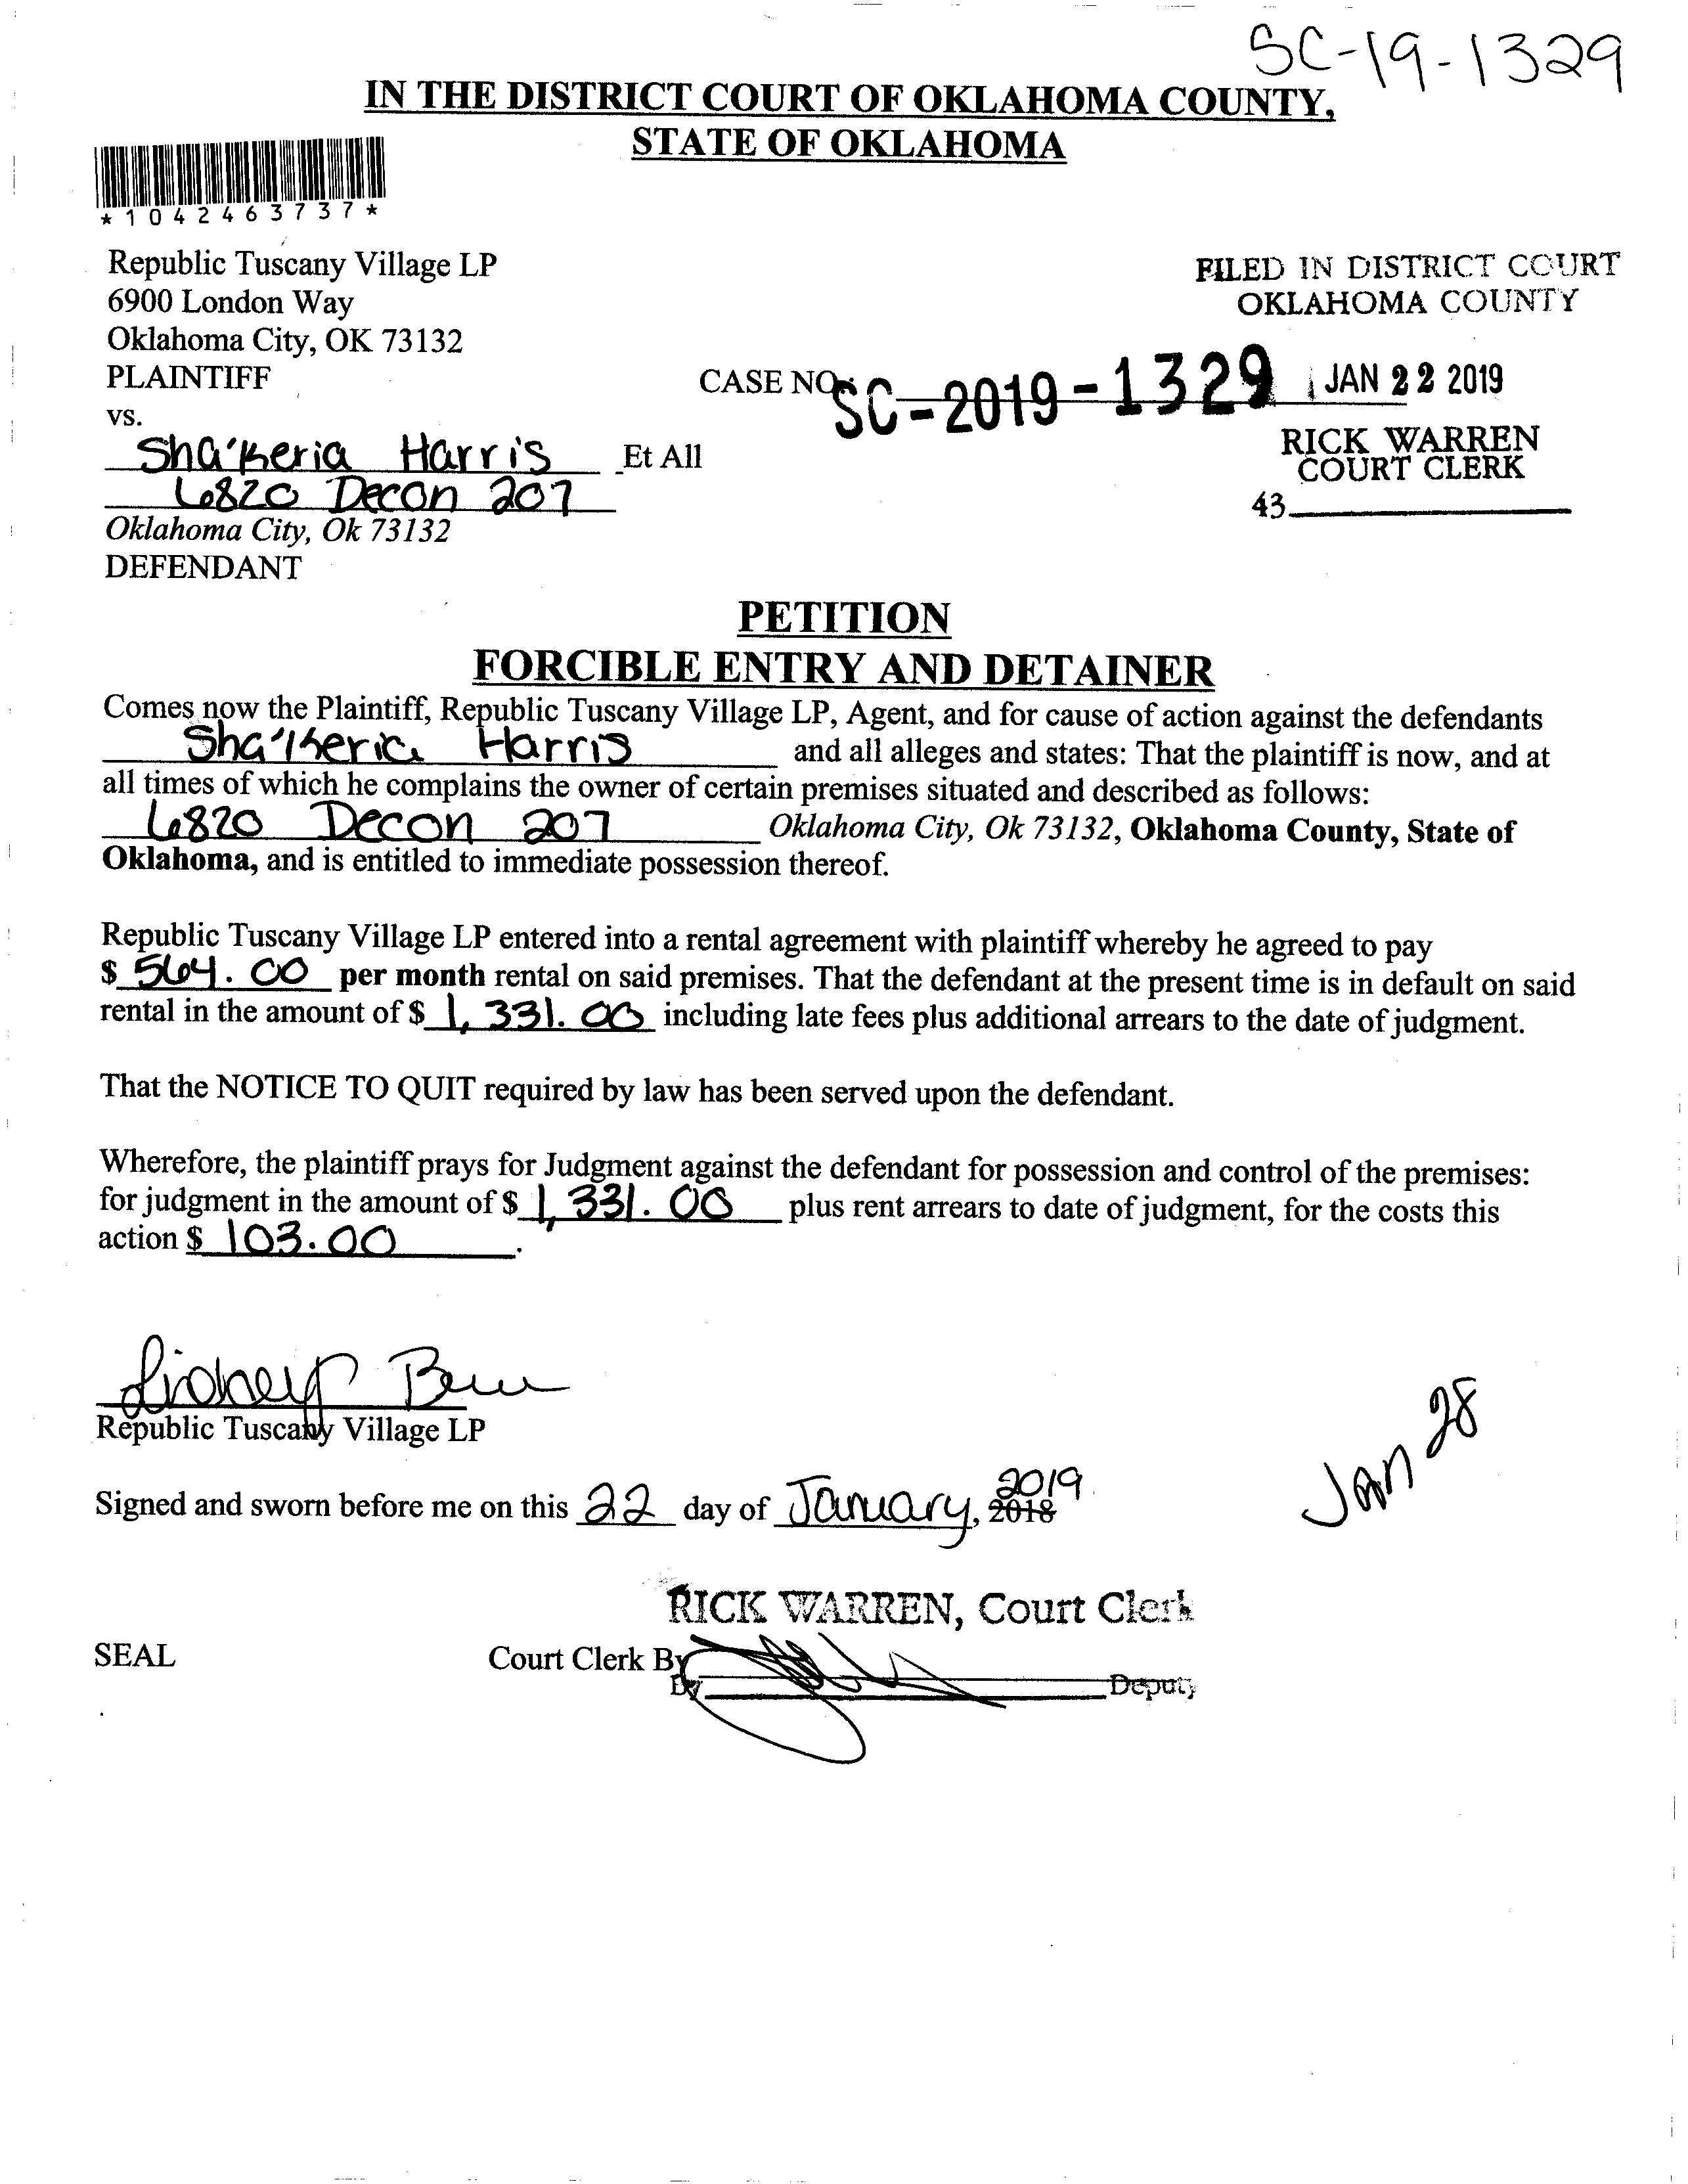 SC-19-1329
IN THE DISTRICT COURT OF OKLAHOMA COUNTY,
STATE OF OKLAHOMA
*1042463737*
Republic Tuscany Village LP
6900 London Way
Oklahoma City, OK 73132
PLAINTIFF
vs.
FILED IN DISTRICT COURT
OKLAHOMA COUNTY
CASE NO: SC-2019-1329 JAN 22 2019
RICK WARREN
COURT CLERK
43
Sha'Keria Harris Et All
6820 Decon 207
Oklahoma City, Ok 73132
DEFENDANT
PETITION
FORCIBLE ENTRY AND DETAINER
Comes now the Plaintiff, Republic Tuscany Village LP, Agent, and for cause of action against the defendants
Sha'Keria Harris and all alleges and states: That the plaintiff is now, and at
all times of which he complains the owner of certain premises situated and described as follows:
6820 Decon 207 Oklahoma City, Ok 73132, Oklahoma County, State of
Oklahoma, and is entitled to immediate possession thereof.
Republic Tuscany Village LP entered into a rental agreement with plaintiff whereby he agreed to pay
$ 564.00 per month rental on said premises. That the defendant at the present time is in default on said
rental in the amount of $ 1,331.00 including late fees plus additional arrears to the date of judgment.
That the NOTICE TO QUIT required by law has been served upon the defendant.
Wherefore, the plaintiff prays for Judgment against the defendant for possession and control of the premises:
for judgment in the amount of $ 1,331.00 plus rent arrears to date of judgment, for the costs this
action $ 103.00.
Republic Tuscany Village LP
Jan 28
Signed and sworn before me on this 22 day of January, 2019 2018
RICK WARREN, Court Clerk
SEAL Court Clerk By
By Deputy